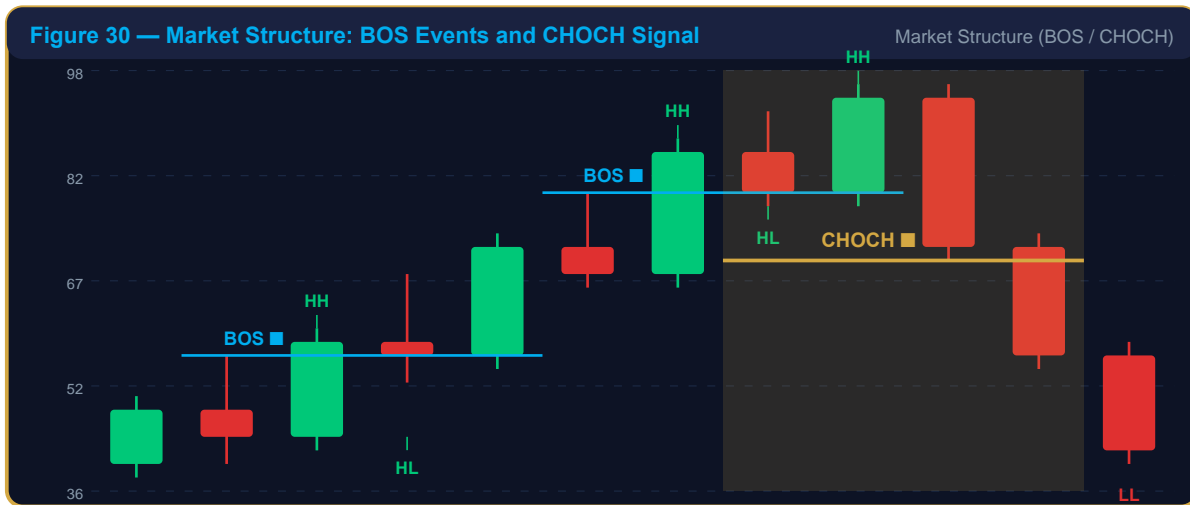 Figure 30 — Market Structure: BOS Events and CHOCH Signal
Market Structure (BOS / CHOCH)
98
HH
HH
82
BOS ■
HL
CHOCH ■
67
HH
BOS ■
52
HL
36
LL